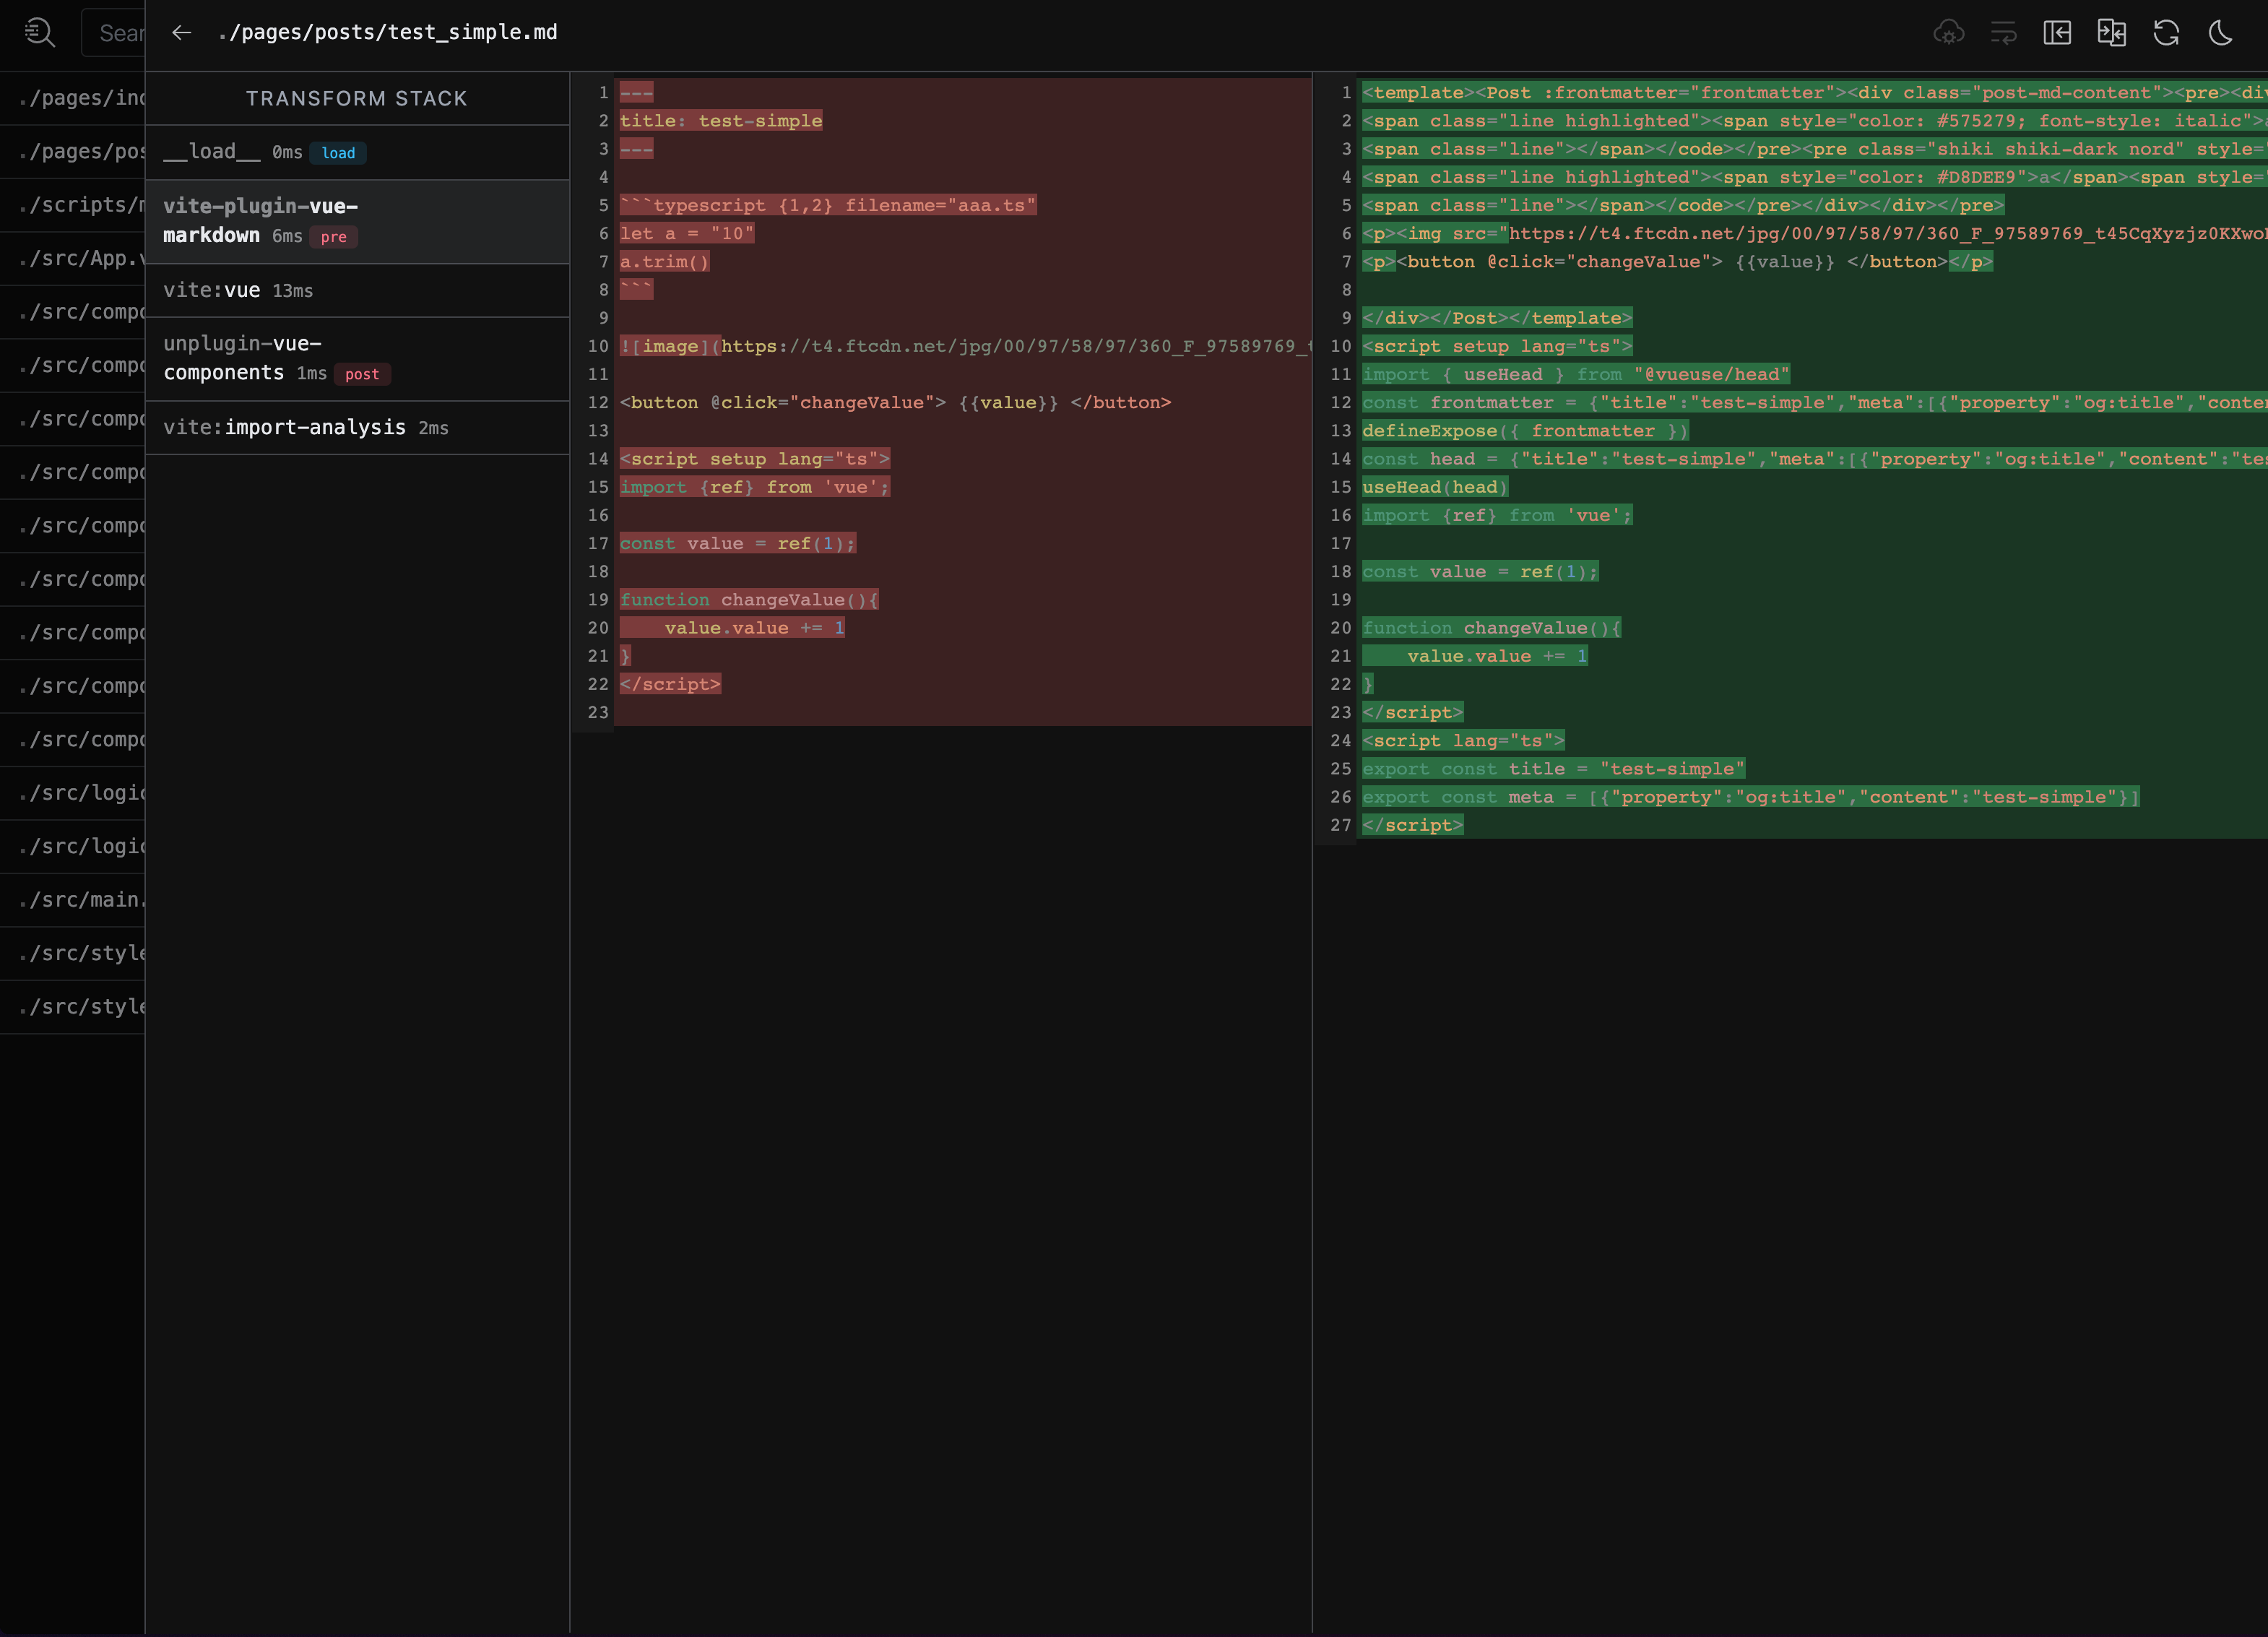 Sear
./pages/posts/test_simple.md
./pages/ind
./pages/pos
./scripts/m
./src/App.v
./src/compo
./src/compo
./src/compo
./src/compo
./src/compo
./src/compo
./src/compo
./src/compo
./src/compo
./src/logic
./src/logic
./src/main.
./src/style
./src/style
TRANSFORM STACK
__load__ 0ms load
vite-plugin-vue-
markdown 6ms pre
vite:vue 13ms
unplugin-vue-
components 1ms post
vite:import-analysis 2ms
1 ---
2 title: test-simple
3 ---
4
5 ```typescript {1,2} filename="aaa.ts"
6 let a = "10"
7 a.trim()
8 ```
9
10 ![image](https://t4.ftcdn.net/jpg/00/97/58/97/360_F_97589769_t
11
12 <button @click="changeValue"> {{value}} </button>
13
14 <script setup lang="ts">
15 import {ref} from 'vue';
16
17 const value = ref(1);
18
19 function changeValue(){
20     value.value += 1
21 }
22 </script>
23
1 <template><Post :frontmatter="frontmatter"><div class="post-md-content"><pre><div
2 <span class="line highlighted"><span style="color: #575279; font-style: italic">a
3 <span class="line"></span></code></pre><pre class="shiki shiki-dark nord" style="
4 <span class="line highlighted"><span style="color: #D8DEE9">a</span><span style="
5 <span class="line"></span></code></pre></div></div></pre>
6 <p><img src="https://t4.ftcdn.net/jpg/00/97/58/97/360_F_97589769_t45CqXyzjz0KXwoB
7 <p><button @click="changeValue"> {{value}} </button></p>
8
9 </div></Post></template>
10 <script setup lang="ts">
11 import { useHead } from "@vueuse/head"
12 const frontmatter = {"title":"test-simple","meta":[{"property":"og:title","conten
13 defineExpose({ frontmatter })
14 const head = {"title":"test-simple","meta":[{"property":"og:title","content":"tes
15 useHead(head)
16 import {ref} from 'vue';
17
18 const value = ref(1);
19
20 function changeValue(){
21     value.value += 1
22 }
23 </script>
24 <script lang="ts">
25 export const title = "test-simple"
26 export const meta = [{"property":"og:title","content":"test-simple"}]
27 </script>